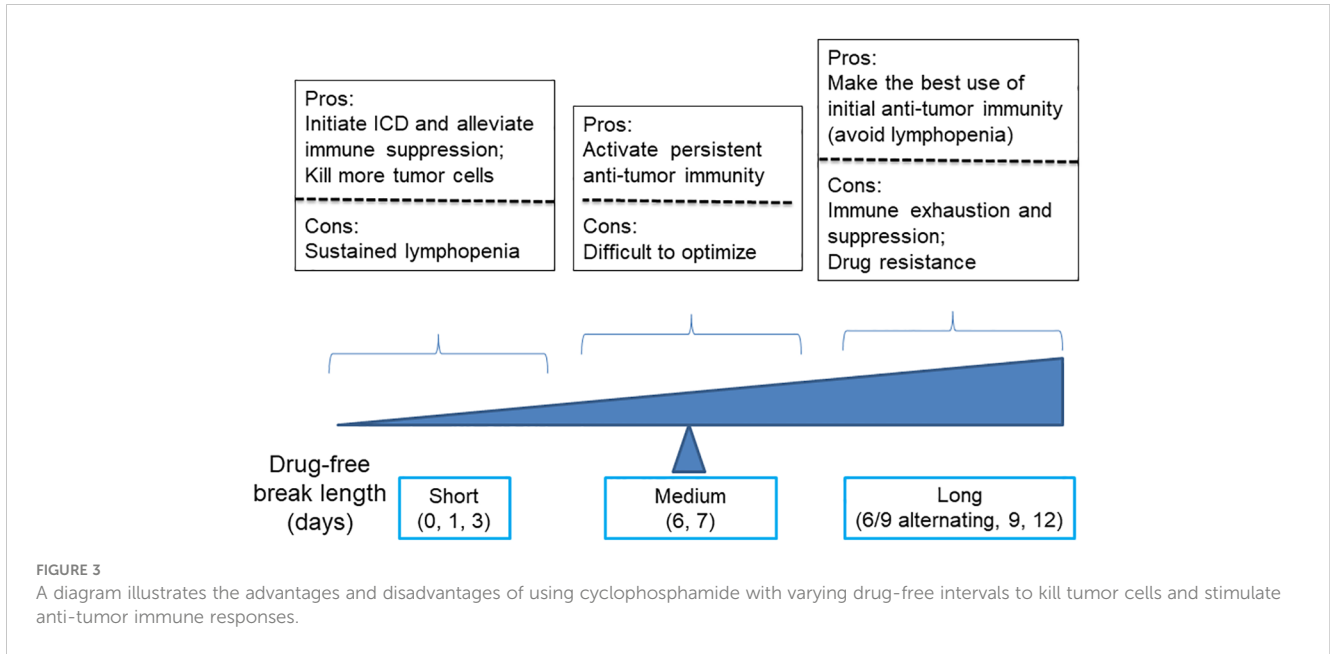 Pros:
Initiate ICD and alleviate
immune suppression;
Kill more tumor cells
Cons:
Sustained lymphopenia
Pros:
Activate persistent
anti-tumor immunity
Cons:
Difficult to optimize
Pros:
Make the best use of
initial anti-tumor immunity
(avoid lymphopenia)
Cons:
Immune exhaustion and
suppression;
Drug resistance
Drug-free
break length
(days)
Short
(0, 1, 3)
Medium
(6, 7)
Long
(6/9 alternating, 9, 12)
FIGURE 3
A diagram illustrates the advantages and disadvantages of using cyclophosphamide with varying drug-free intervals to kill tumor cells and stimulate
anti-tumor immune responses.